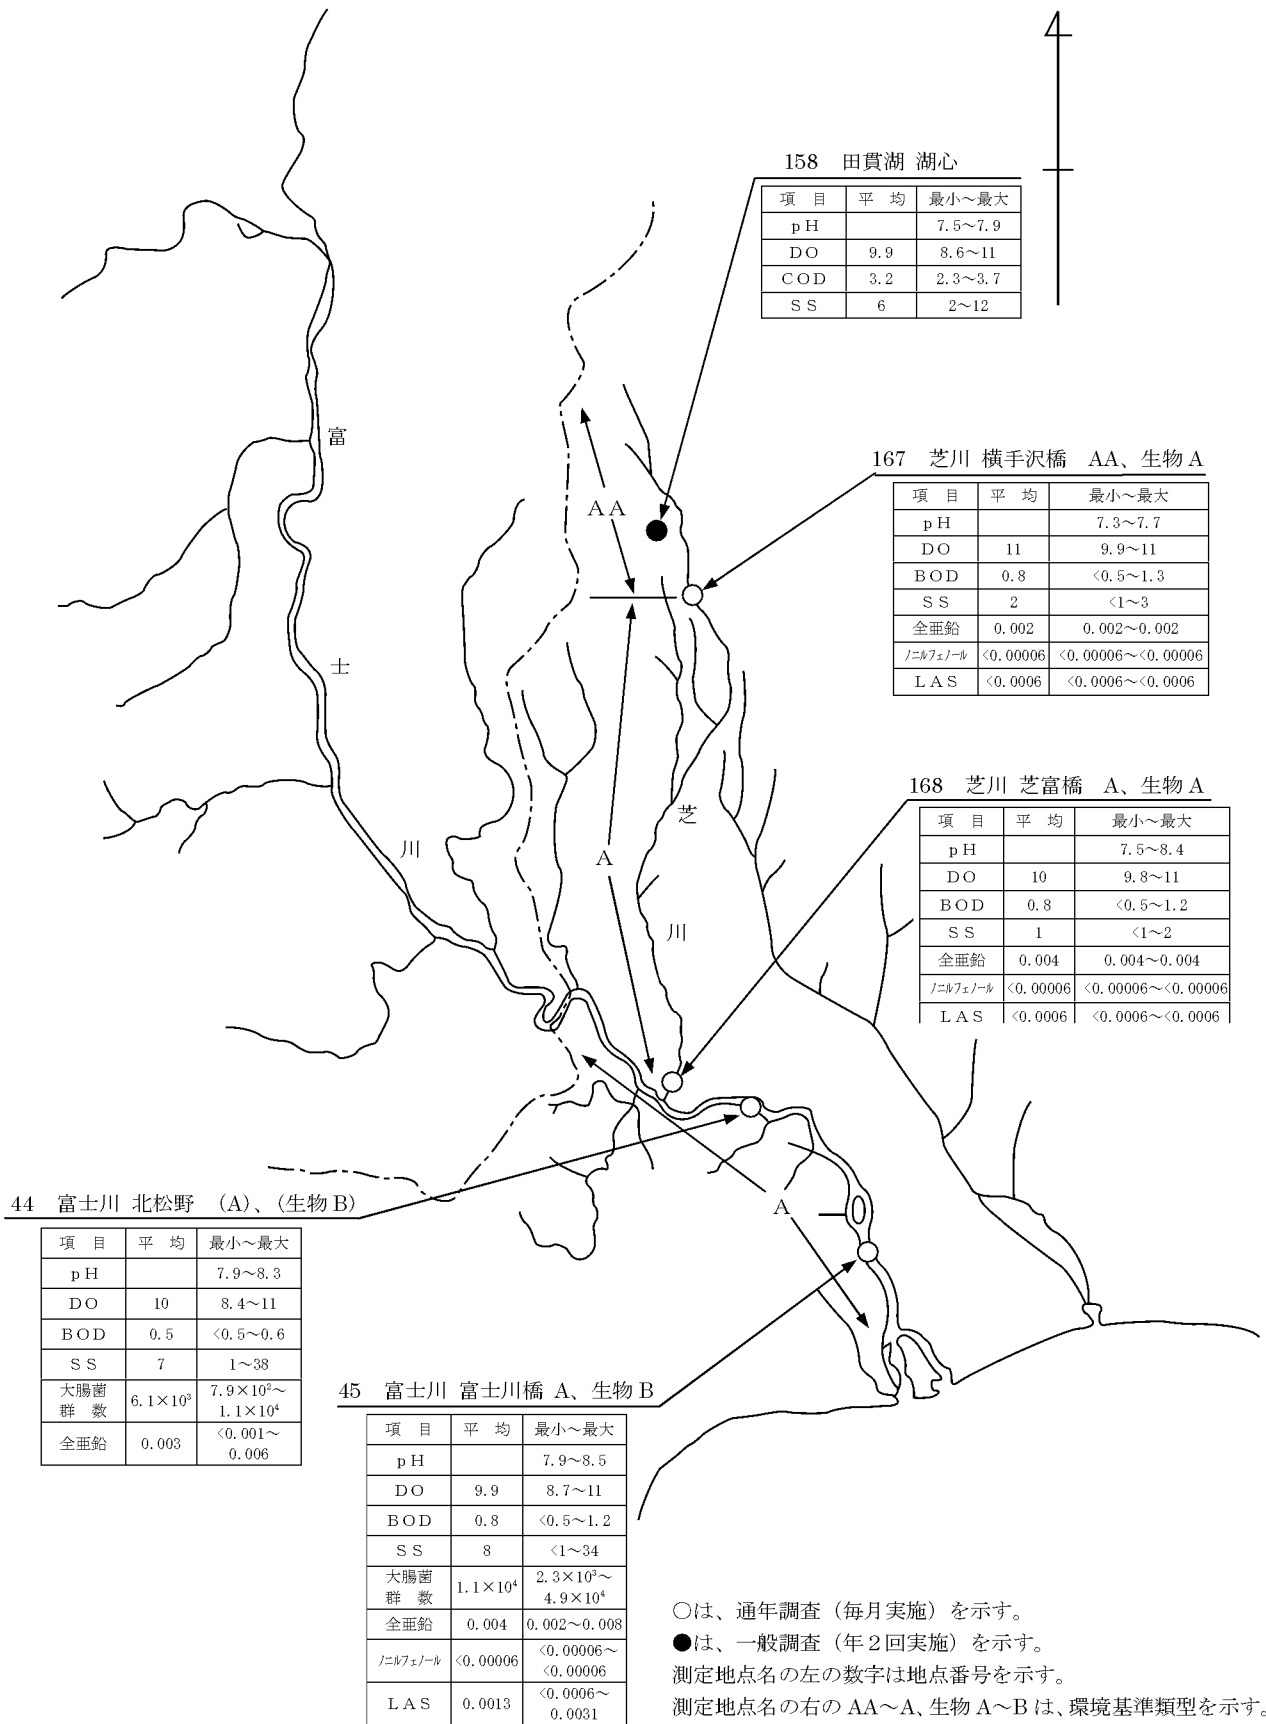 158　田貫湖 湖心
項 目　平 均　最小～最大
pH　　7.5～7.9
DO　9.9　8.6～11
COD　3.2　2.3～3.7
SS　6　2～12
富
士
川
AA
A
芝
川
A
167　芝川 横手沢橋　AA、生物A
項 目　平 均　最小～最大
pH　　7.3～7.7
DO　11　9.9～11
BOD　0.8　<0.5～1.3
SS　2　<1～3
全亜鉛　0.002　0.002～0.002
ノニルフェノール　<0.00006　<0.00006～<0.00006
LAS　<0.0006　<0.0006～<0.0006
168　芝川 芝富橋　A、生物A
項 目　平 均　最小～最大
pH　　7.5～8.4
DO　10　9.8～11
BOD　0.8　<0.5～1.2
SS　1　<1～2
全亜鉛　0.004　0.004～0.004
ノニルフェノール　<0.00006　<0.00006～<0.00006
LAS　<0.0006　<0.0006～<0.0006
44　富士川 北松野　(A)、(生物B)
項 目　平 均　最小～最大
pH　　7.9～8.3
DO　10　8.4～11
BOD　0.5　<0.5～0.6
SS　7　1～38
大腸菌群 数　6.1×10³　7.9×10²～1.1×10⁴
全亜鉛　0.003　<0.001～0.006
45　富士川 富士川橋 A、生物B
項 目　平 均　最小～最大
pH　　7.9～8.5
DO　9.9　8.7～11
BOD　0.8　<0.5～1.2
SS　8　<1～34
大腸菌群 数　1.1×10⁴　2.3×10³～4.9×10⁴
全亜鉛　0.004　0.002～0.008
ノニルフェノール　<0.00006　<0.00006～<0.00006
LAS　0.0013　<0.0006～0.0031
○は、通年調査（毎月実施）を示す。
●は、一般調査（年２回実施）を示す。
測定地点名の左の数字は地点番号を示す。
測定地点名の右の AA～A、生物 A～B は、環境基準類型を示す。